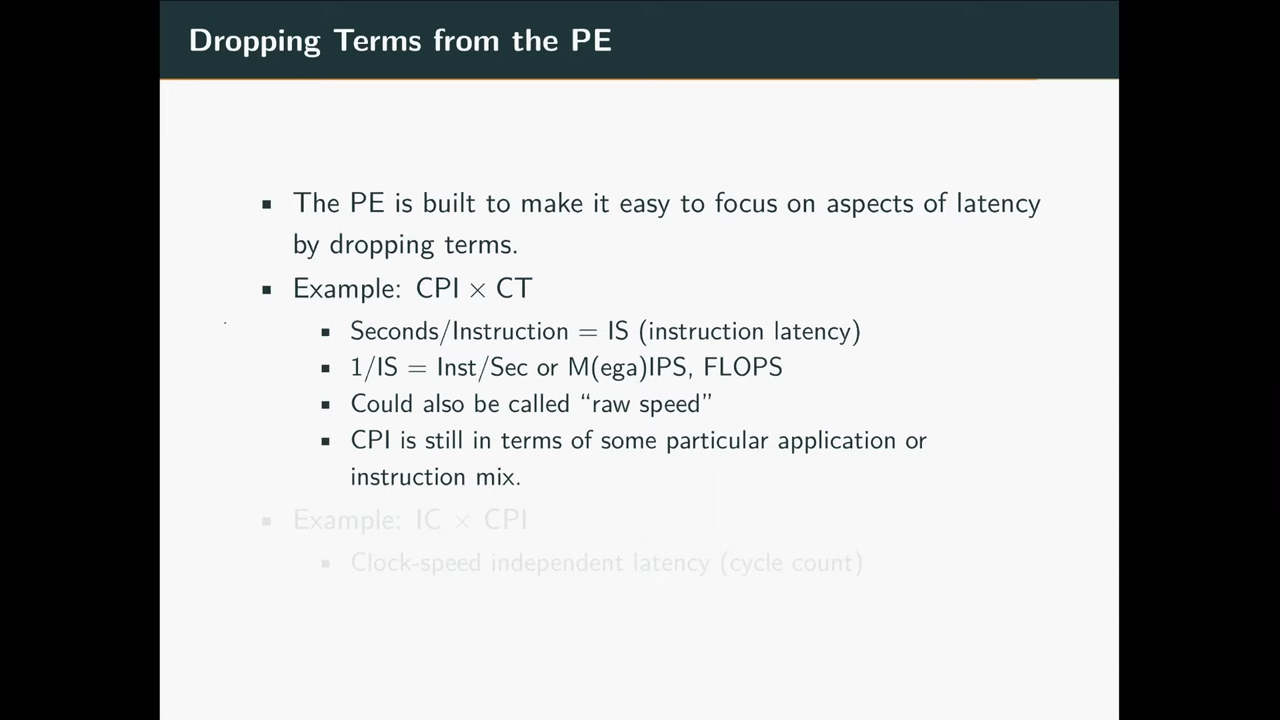 Dropping Terms from the PE
▪ The PE is built to make it easy to focus on aspects of latency
by dropping terms.
▪ Example: CPI × CT
▪ Seconds/Instruction = IS (instruction latency)
▪ 1/IS = Inst/Sec or M(ega)IPS, FLOPS
▪ Could also be called “raw speed”
▪ CPI is still in terms of some particular application or
instruction mix.
▪ Example: IC × CPI
▪ Clock-speed independent latency (cycle count)